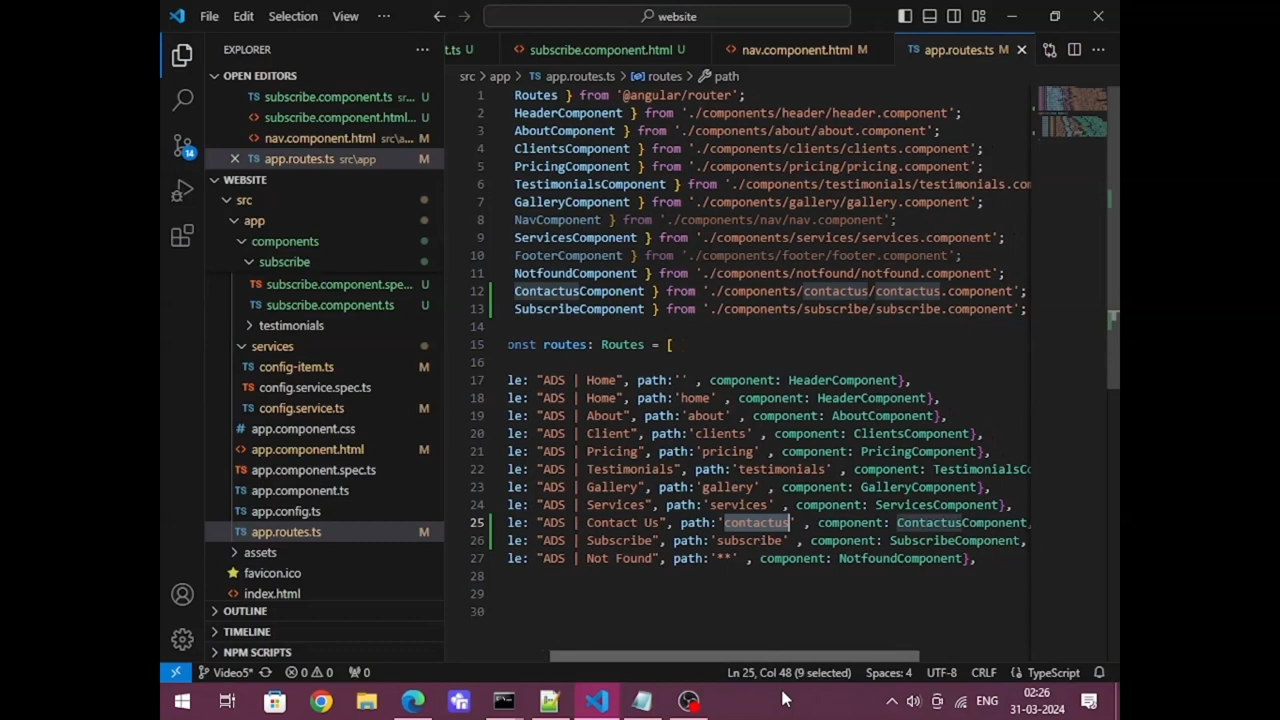 File Edit Selection View ··· website
EXPLORER ···
OPEN EDITORS
subscribe.component.ts sr... U
subscribe.component.html... U
nav.component.html src\a... M
app.routes.ts src\app M
WEBSITE
src
app
components
subscribe
subscribe.component.spe... U
subscribe.component.ts U
testimonials
services
config-item.ts M
config.service.spec.ts
config.service.ts M
app.component.css
app.component.html M
app.component.spec.ts
app.component.ts
app.config.ts
app.routes.ts M
assets
favicon.ico
index.html
OUTLINE
TIMELINE
NPM SCRIPTS
t.ts U subscribe.component.html U nav.component.html M app.routes.ts M
src > app > TS app.routes.ts > routes > path
1 Routes } from '@angular/router';
2 HeaderComponent } from './components/header/header.component';
3 AboutComponent } from './components/about/about.component';
4 ClientsComponent } from './components/clients/clients.component';
5 PricingComponent } from './components/pricing/pricing.component';
6 TestimonialsComponent } from './components/testimonials/testimonials.com
7 GalleryComponent } from './components/gallery/gallery.component';
8 NavComponent } from './components/nav/nav.component';
9 ServicesComponent } from './components/services/services.component';
10 FooterComponent } from './components/footer/footer.component';
11 NotfoundComponent } from './components/notfound/notfound.component';
12 ContactusComponent } from './components/contactus/contactus.component';
13 SubscribeComponent } from './components/subscribe/subscribe.component';
14
15 onst routes: Routes = [
16
17 le: "ADS | Home", path:'' , component: HeaderComponent},
18 le: "ADS | Home", path:'home' , component: HeaderComponent},
19 le: "ADS | About", path:'about' , component: AboutComponent},
20 le: "ADS | Client", path:'clients' , component: ClientsComponent},
21 le: "ADS | Pricing", path:'pricing' , component: PricingComponent},
22 le: "ADS | Testimonials", path:'testimonials' , component: TestimonialsCo
23 le: "ADS | Gallery", path:'gallery' , component: GalleryComponent},
24 le: "ADS | Services", path:'services' , component: ServicesComponent},
25 le: "ADS | Contact Us", path:'contactus' , component: ContactusComponent,
26 le: "ADS | Subscribe", path:'subscribe' , component: SubscribeComponent,
27 le: "ADS | Not Found", path:'**' , component: NotfoundComponent},
28
29
30
14
Video5* 0 0 0 Ln 25, Col 48 (9 selected) Spaces: 4 UTF-8 CRLF TypeScript
ENG 02:26
31-03-2024